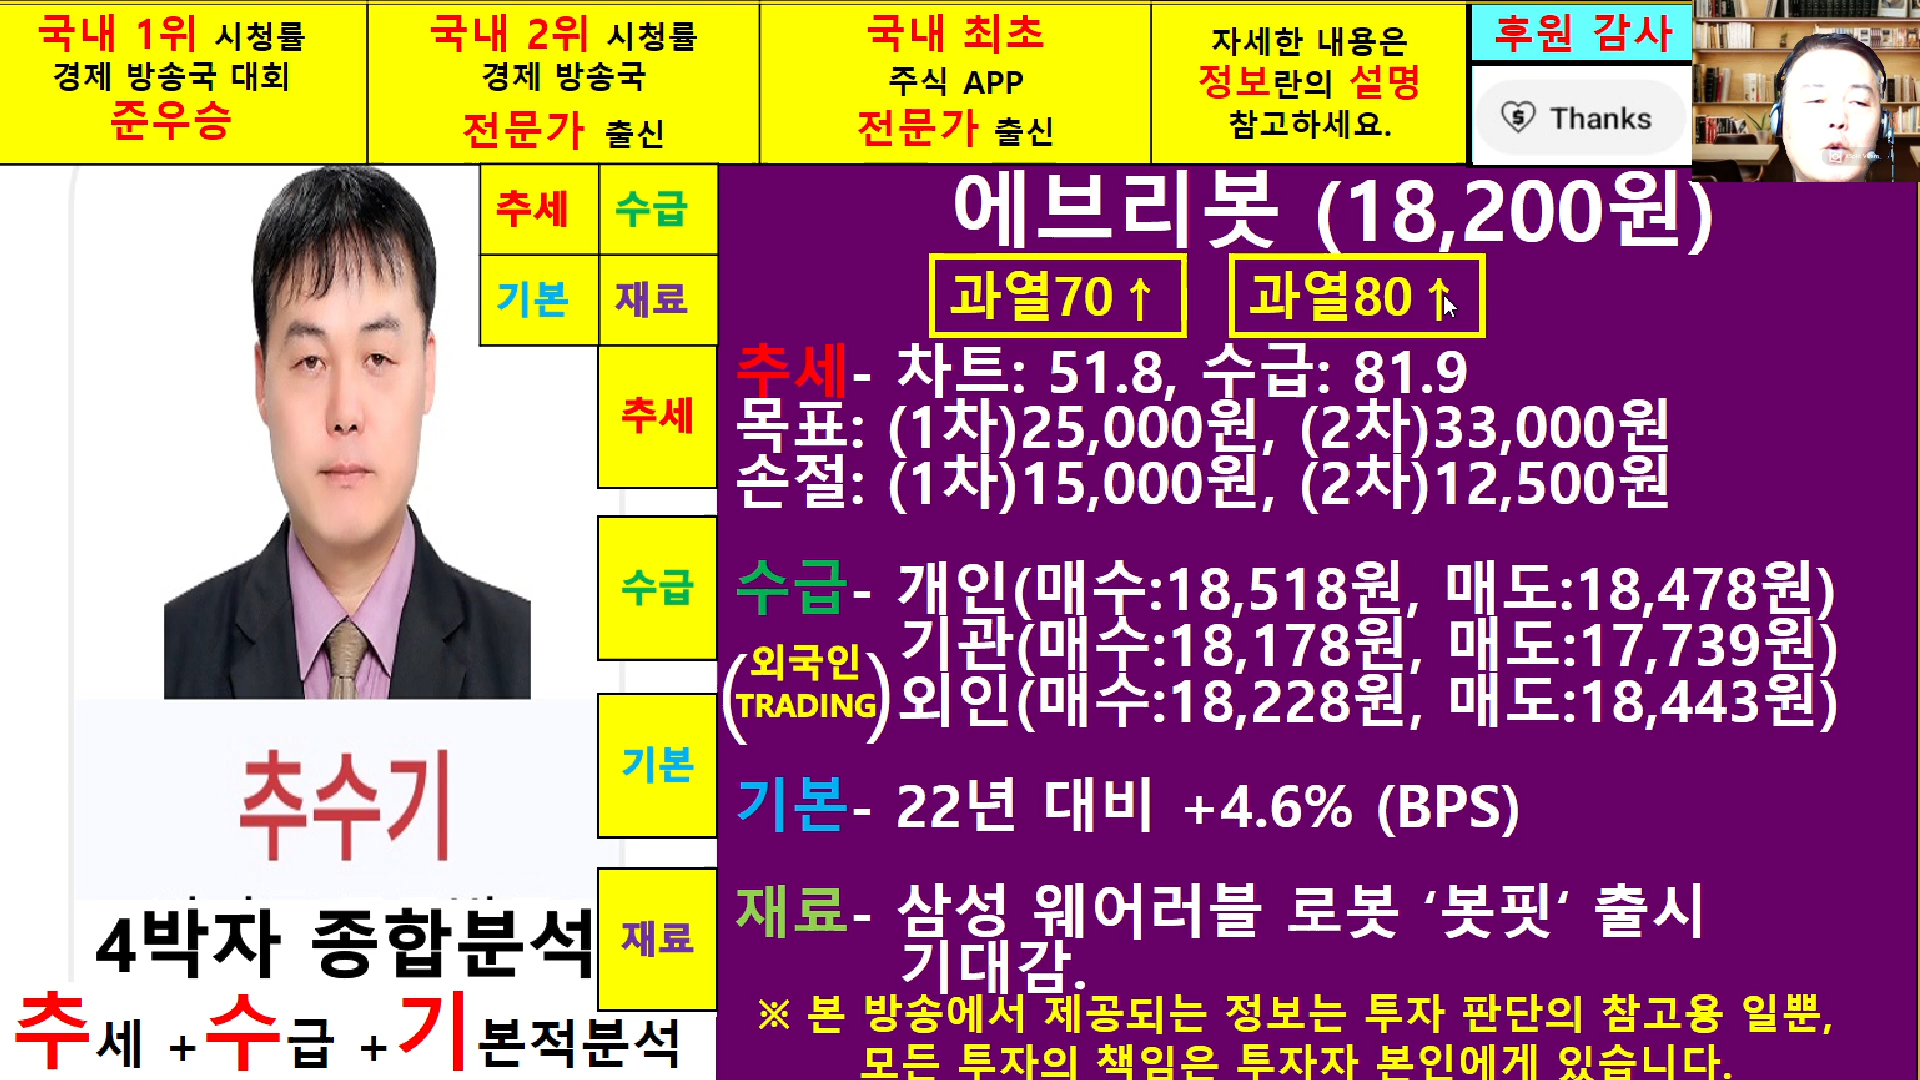 국내 1위 시청률
경제 방송국 대회
준우승
국내 2위 시청률
경제 방송국
전문가 출신
국내 최초
주식 APP
전문가 출신
자세한 내용은
정보란의 설명
참고하세요.
후원 감사
Thanks
추세 수급
기본 재료
에브리봇 (18,200원)
과열70↑ 과열80↑
추세
추세- 차트: 51.8, 수급: 81.9
목표: (1차)25,000원, (2차)33,000원
손절: (1차)15,000원, (2차)12,500원
수급
수급- 개인(매수:18,518원, 매도:18,478원)
기관(매수:18,178원, 매도:17,739원)
(외국인 TRADING) 외인(매수:18,228원, 매도:18,443원)
기본
기본- 22년 대비 +4.6% (BPS)
재료
재료- 삼성 웨어러블 로봇 ‘봇핏‘ 출시
기대감.
추수기
4박자 종합분석
추세 +수급 +기본적분석
※ 본 방송에서 제공되는 정보는 투자 판단의 참고용 일뿐,
모든 투자의 책임은 투자자 본인에게 있습니다.